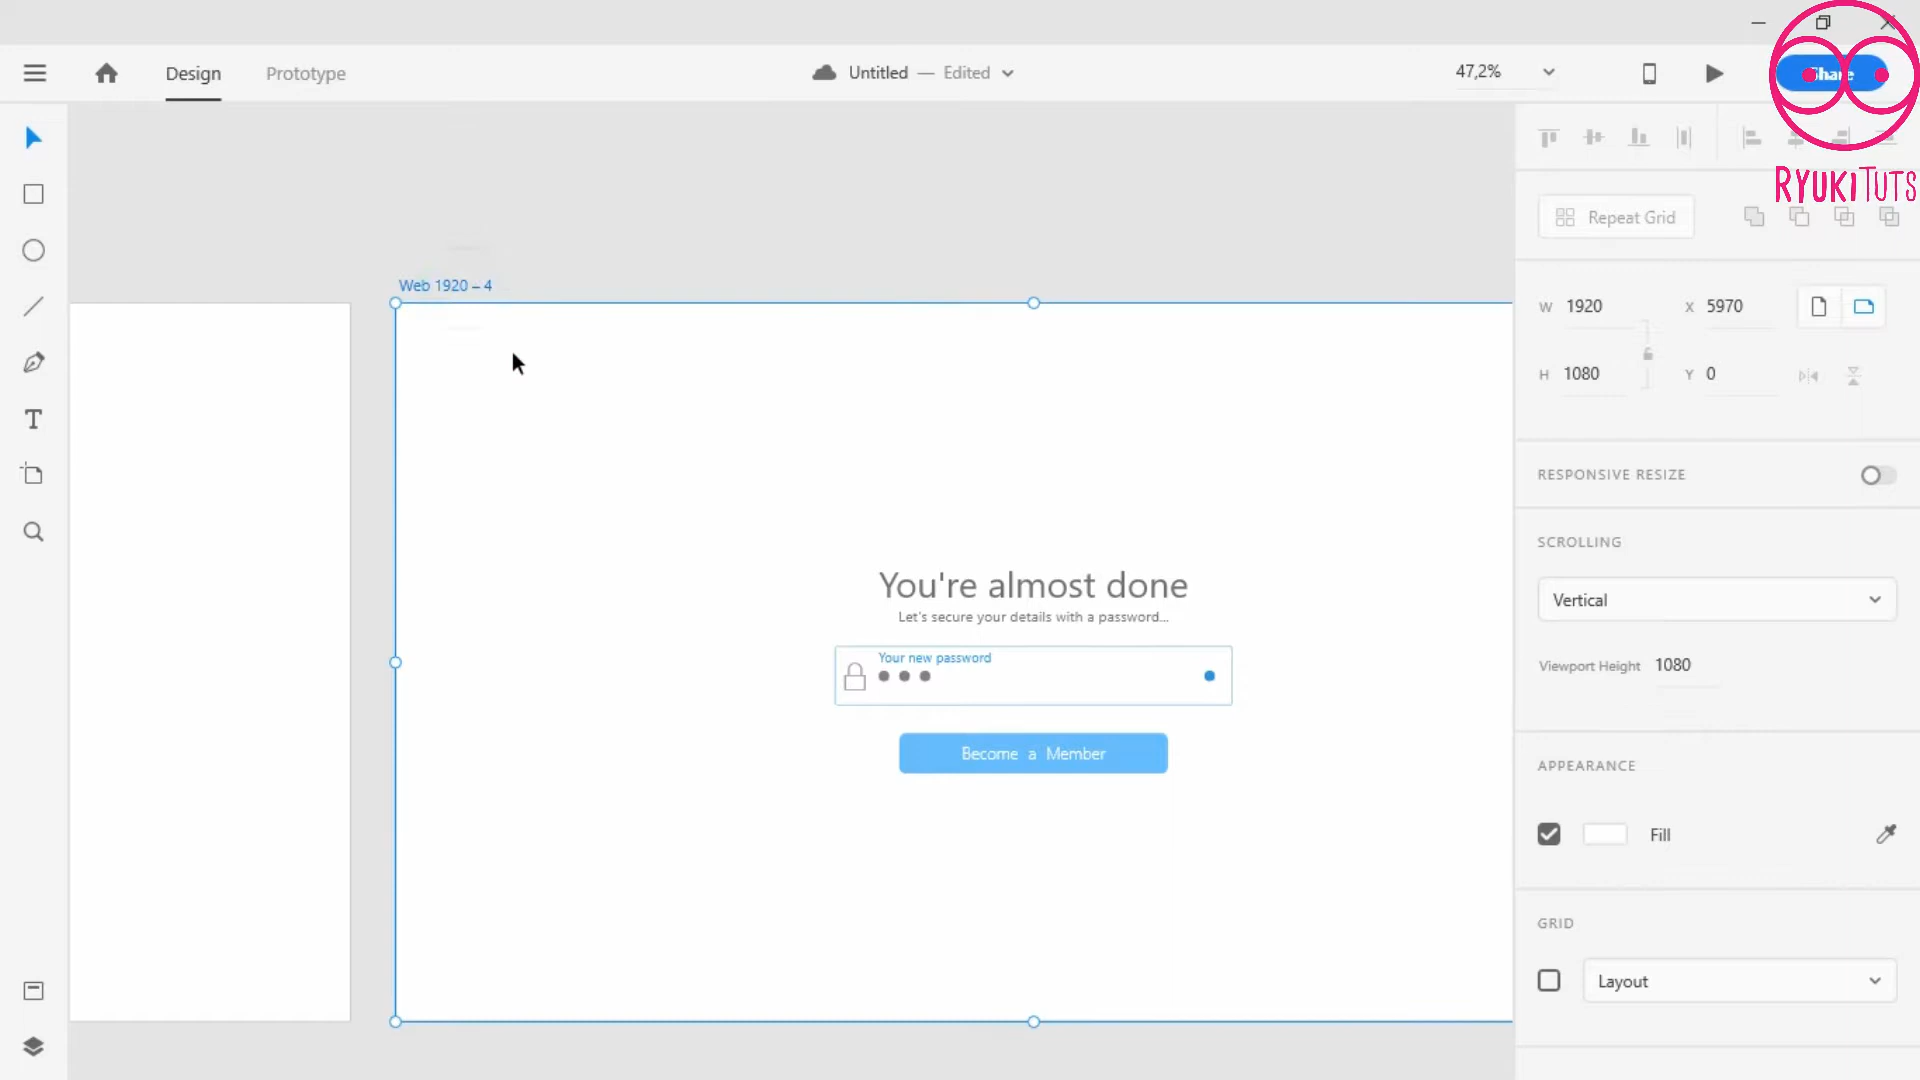 Design
Prototype
Untitled — Edited
47,2%
Share
RYUKITUTS
Repeat Grid
Web 1920 – 4
W 1920
X 5970
H 1080
Y 0
RESPONSIVE RESIZE
SCROLLING
Vertical
Viewport Height 1080
You're almost done
Let's secure your details with a password...
Your new password
Become a Member
APPEARANCE
Fill
GRID
Layout